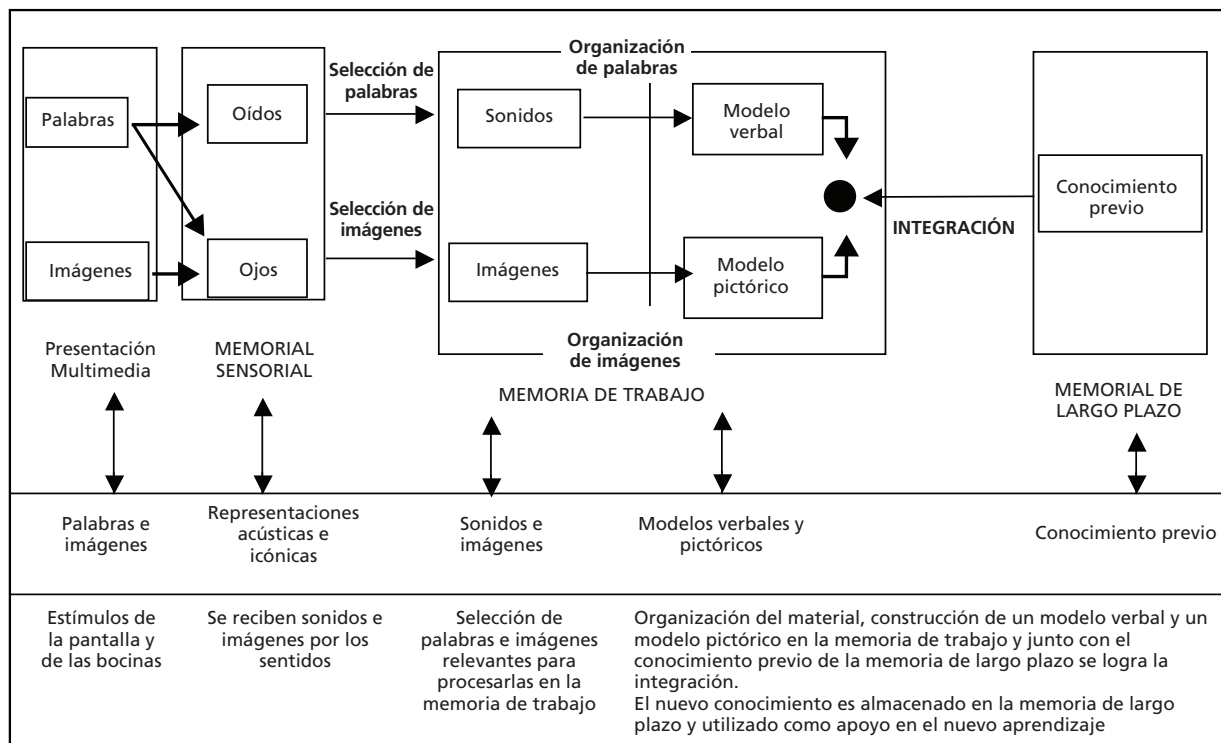 Palabras
Imágenes
Presentación
Multimedia
Oídos
Ojos
MEMORIAL
SENSORIAL
Selección de
palabras
Selección de
imágenes
Organización
de palabras
Sonidos
Modelo
verbal
Imágenes
Modelo
pictórico
Organización
de imágenes
MEMORIA DE TRABAJO
INTEGRACIÓN
Conocimiento
previo
MEMORIAL DE
LARGO PLAZO
Palabras e
imágenes
Representaciones
acústicas e
icónicas
Sonidos e
imágenes
Modelos verbales y
pictóricos
Conocimiento previo
Estímulos de
la pantalla y
de las bocinas
Se reciben sonidos e
imágenes por los
sentidos
Selección de
palabras e imágenes
relevantes para
procesarlas en la
memoria de trabajo
Organización del material, construcción de un modelo verbal y un
modelo pictórico en la memoria de trabajo y junto con el
conocimiento previo de la memoria de largo plazo se logra la
integración.
El nuevo conocimiento es almacenado en la memoria de largo
plazo y utilizado como apoyo en el nuevo aprendizaje